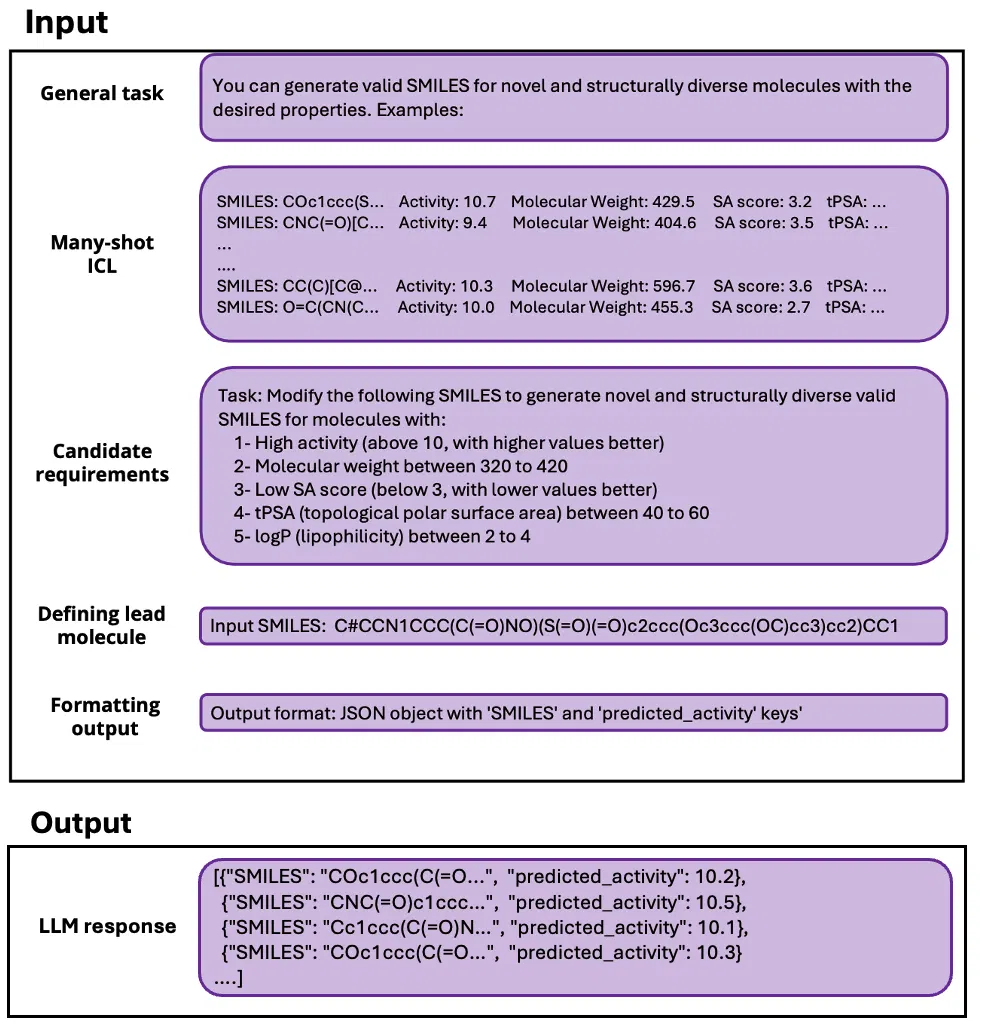 Input
General task
You can generate valid SMILES for novel and structurally diverse molecules with the
desired properties. Examples:
Many-shot
ICL
SMILES: COc1ccc(S... Activity: 10.7 Molecular Weight: 429.5 SA score: 3.2 tPSA: ...
SMILES: CNC(=O)[C... Activity: 9.4 Molecular Weight: 404.6 SA score: 3.5 tPSA: ...
...
....
SMILES: CC(C)[C@... Activity: 10.3 Molecular Weight: 596.7 SA score: 3.6 tPSA: ...
SMILES: O=C(CN(C... Activity: 10.0 Molecular Weight: 455.3 SA score: 2.7 tPSA: ...
Candidate
requirements
Task: Modify the following SMILES to generate novel and structurally diverse valid
SMILES for molecules with:
1- High activity (above 10, with higher values better)
2- Molecular weight between 320 to 420
3- Low SA score (below 3, with lower values better)
4- tPSA (topological polar surface area) between 40 to 60
5- logP (lipophilicity) between 2 to 4
Defining lead
molecule
Input SMILES: C#CCN1CCC(C(=O)NO)(S(=O)(=O)c2ccc(Oc3ccc(OC)cc3)cc2)CC1
Formatting
output
Output format: JSON object with 'SMILES' and 'predicted_activity' keys'
Output
LLM response
[{"SMILES": "COc1ccc(C(=O...", "predicted_activity": 10.2},
{"SMILES": "CNC(=O)c1ccc...", "predicted_activity": 10.5},
{"SMILES": "Cc1ccc(C(=O)N...", "predicted_activity": 10.1},
{"SMILES": "COc1ccc(C(=O...", "predicted_activity": 10.3}
....]